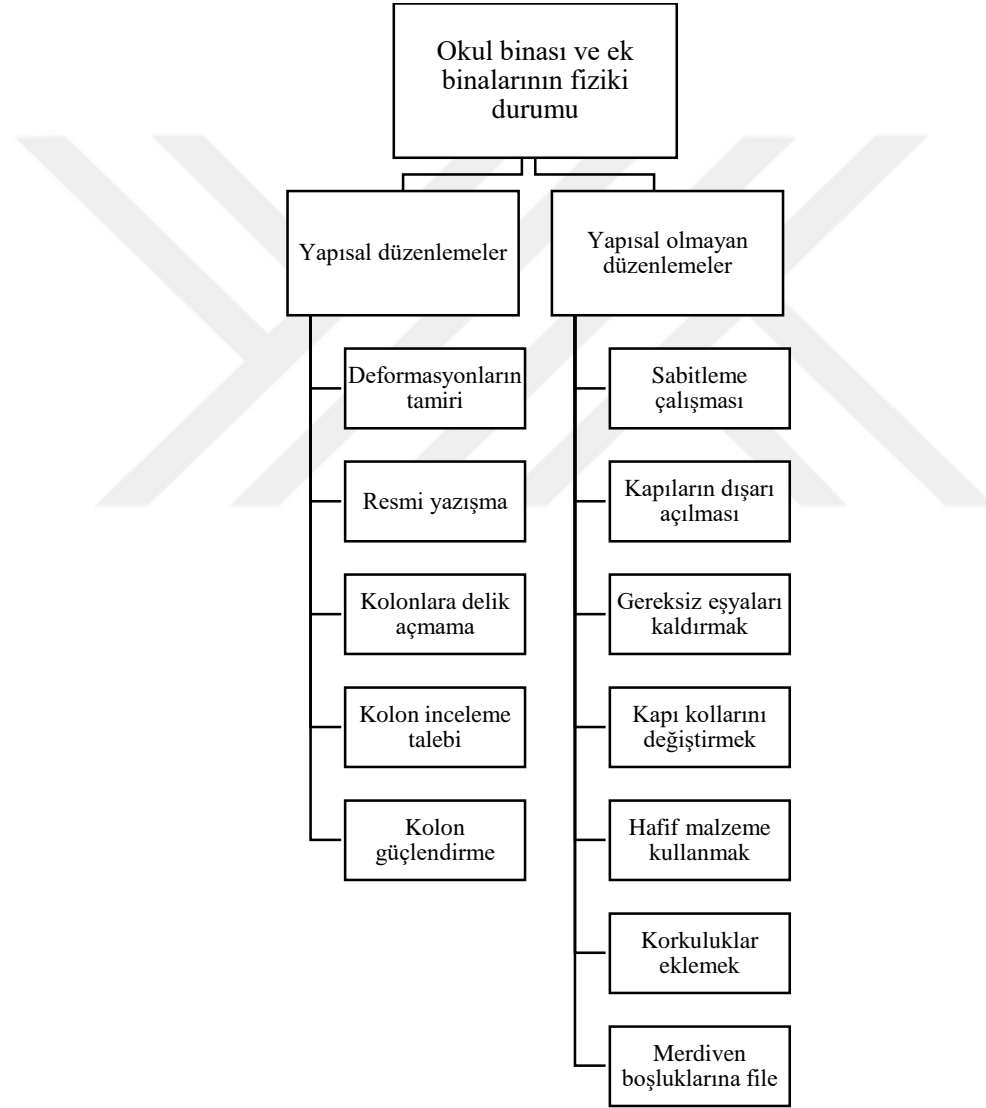 Okul binası ve ek
binalarının fiziki
durumu
Yapısal düzenlemeler
Yapısal olmayan
düzenlemeler
Deformasyonların
tamiri
Resmi yazışma
Kolonlara delik
açmama
Kolon inceleme
talebi
Kolon
güçlendirme
Sabitleme
çalışması
Kapıların dışarı
açılması
Gereksiz eşyaları
kaldırmak
Kapı kollarını
değiştirmek
Hafif malzeme
kullanmak
Korkuluklar
eklemek
Merdiven
boşluklarına file